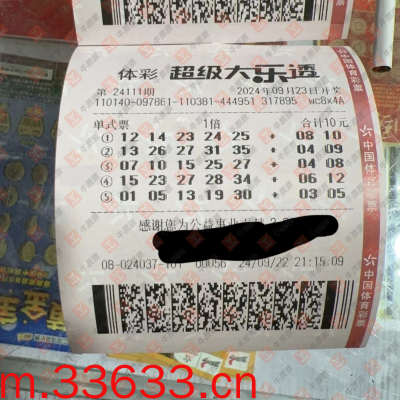 体彩 超级大乐透
第 24111期 2024年09月23日开奖
110140-097861-110381-444951 317895 wc8x4A
单式票 1倍 合计10元
① 12 14 23 24 25 + 08 10
② 13 26 27 31 35 + 04 09
③ 07 10 15 25 27 + 04 08
④ 15 23 27 28 34 + 06 12
⑤ 01 05 13 19 30 + 03 05
感谢您为公益事业
08-024037-101 00056 24/09/22 21:15:09
中国体育彩票
中国体育彩票
m.33633.cn